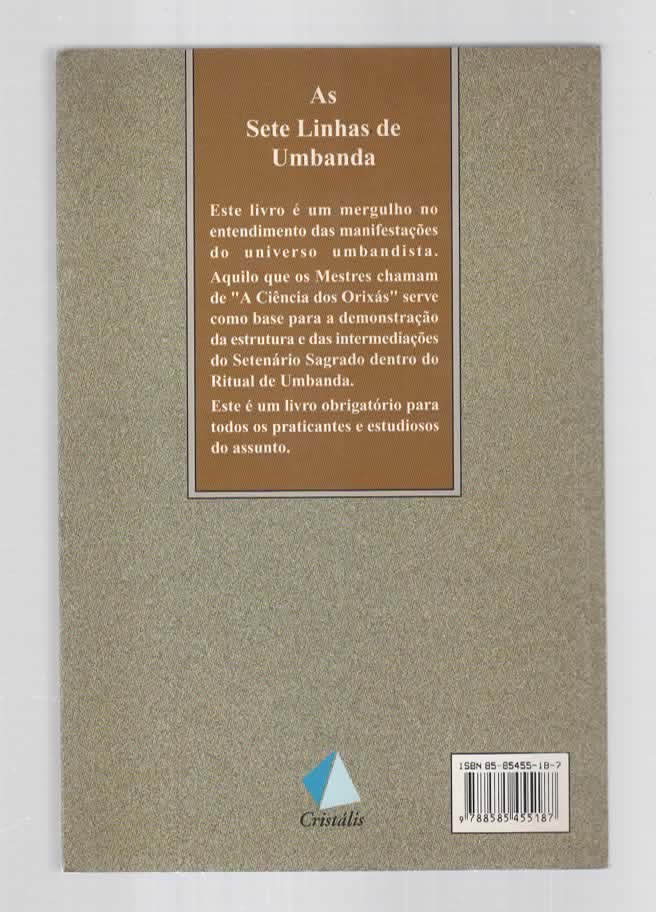 As
Sete Linhas de
Umbanda
Este livro é um mergulho no
entendimento das manifestações
do universo umbandista.
Aquilo que os Mestres chamam
de "A Ciência dos Orixás" serve
como base para a demonstração
da estrutura e das intermediações
do Setenário Sagrado dentro do
Ritual de Umbanda.
Este é um livro obrigatório para
todos os praticantes e estudiosos
do assunto.
Cristális
ISBN 85-85455-18-7
9 788585 455187